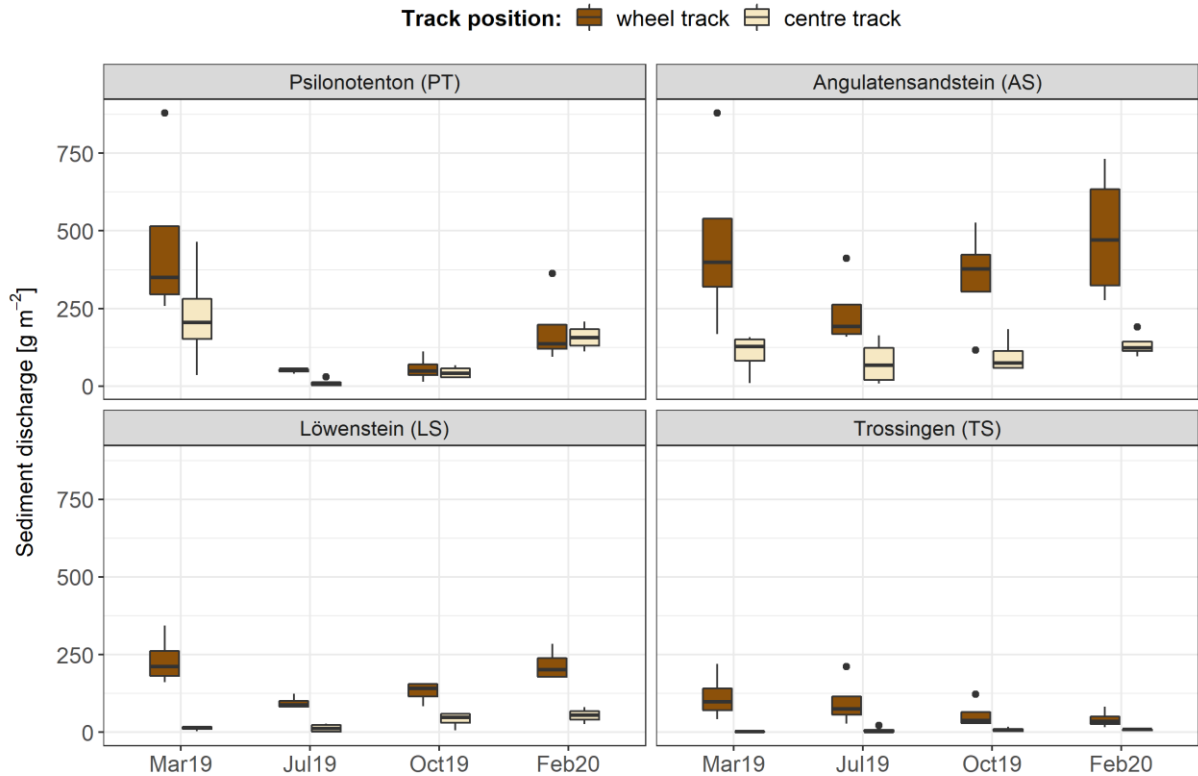 Track position: wheel track centre track
Psilonotenton (PT)
Angulatensandstein (AS)
750
500
250
0
Löwenstein (LS)
Trossingen (TS)
750
500
250
0
Sediment discharge [g m⁻²]
Mar19 Jul19 Oct19 Feb20
Mar19 Jul19 Oct19 Feb20